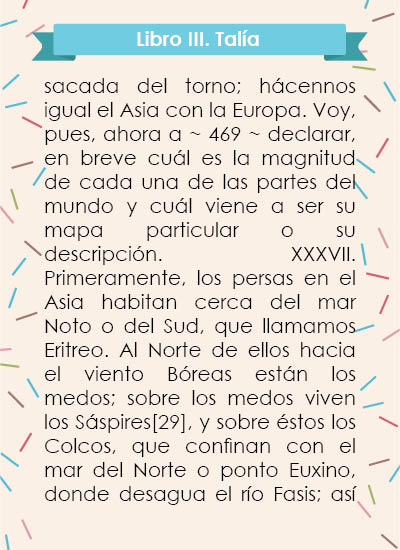 Libro III. Talía
sacada del torno; hácennos
igual el Asia con la Europa. Voy,
pues, ahora a ~ 469 ~ declarar,
en breve cuál es la magnitud
de cada una de las partes del
mundo y cuál viene a ser su
mapa particular o su
descripción. XXXVII.
Primeramente, los persas en el
Asia habitan cerca del mar
Noto o del Sud, que llamamos
Eritreo. Al Norte de ellos hacia
el viento Bóreas están los
medos; sobre los medos viven
los Sáspires[29], y sobre éstos los
Colcos, que confinan con el
mar del Norte o ponto Euxino,
donde desagua el río Fasis; así